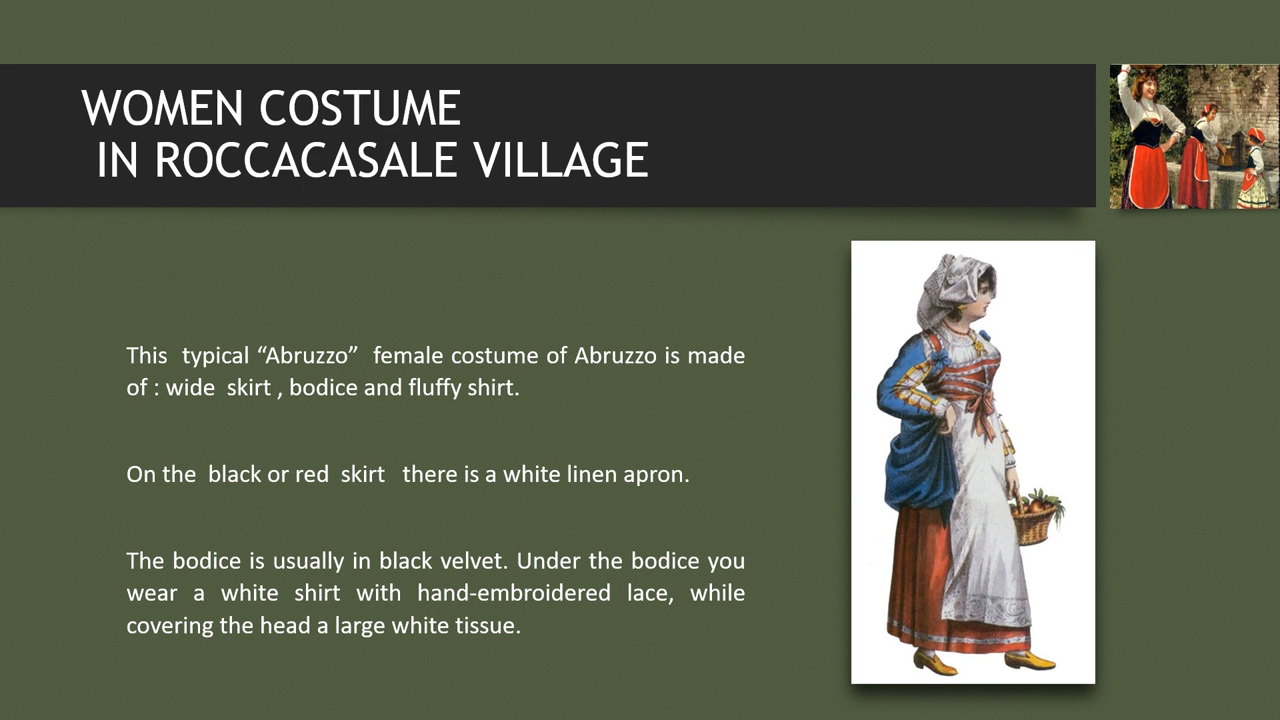 WOMEN COSTUME
IN ROCCACASALE VILLAGE
This typical “Abruzzo” female costume of Abruzzo is made
of : wide skirt , bodice and fluffy shirt.
On the black or red skirt there is a white linen apron.
The bodice is usually in black velvet. Under the bodice you
wear a white shirt with hand-embroidered lace, while
covering the head a large white tissue.